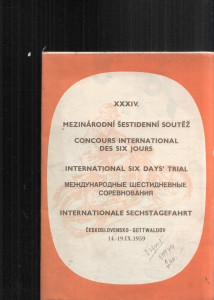 XXXIV.
MEZINÁRODNÍ ŠESTIDENNÍ SOUTĚŽ
CONCOURS INTERNATIONAL
DES SIX JOURS
INTERNATIONAL SIX DAYS' TRIAL
МЕЖДУНАРОДНЫЕ ШЕСТИДНЕВНЫЕ
СОРЕВНОВАНИЯ
INTERNATIONALE SECHSTAGEFAHRT
ČESKOSLOVENSKO - GOTTWALDOV
14.-19.IX.1959